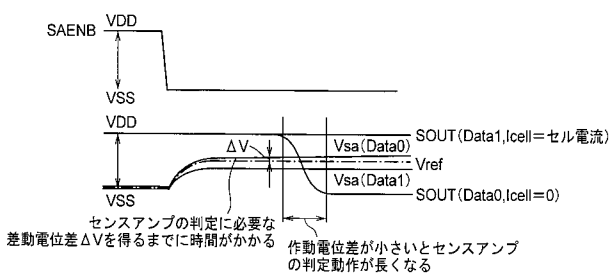 VDD
SAENB
VSS
VDD
ΔV
SOUT(Data1,Icell=セル電流)
Vsa(Data0)
Vref
Vsa(Data1)
VSS
SOUT(Data0,Icell=0)
センスアンプの判定に必要な
差動電位差ΔVを得るまでに時間がかかる
作動電位差が小さいとセンスアンプ
の判定動作が長くなる